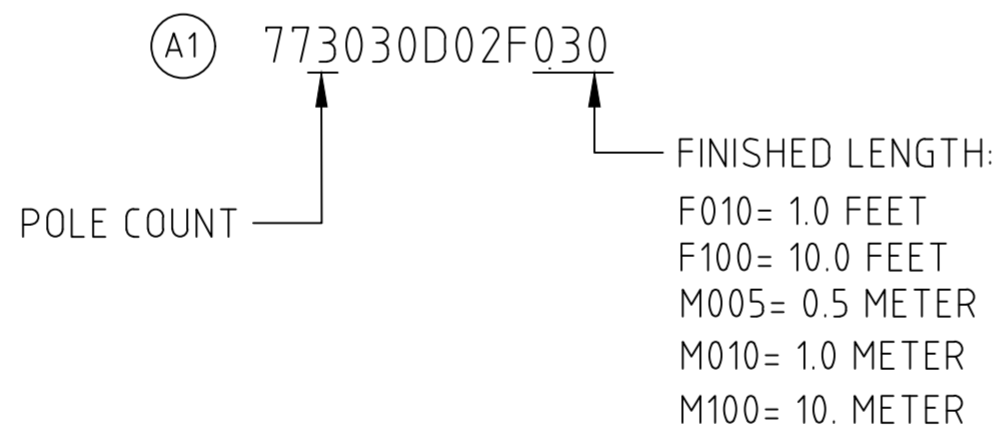 A1 773030D02F030
FINISHED LENGTH:
POLE COUNT
F010= 1.0 FEET
F100= 10.0 FEET
M005= 0.5 METER
M010= 1.0 METER
M100= 10. METER